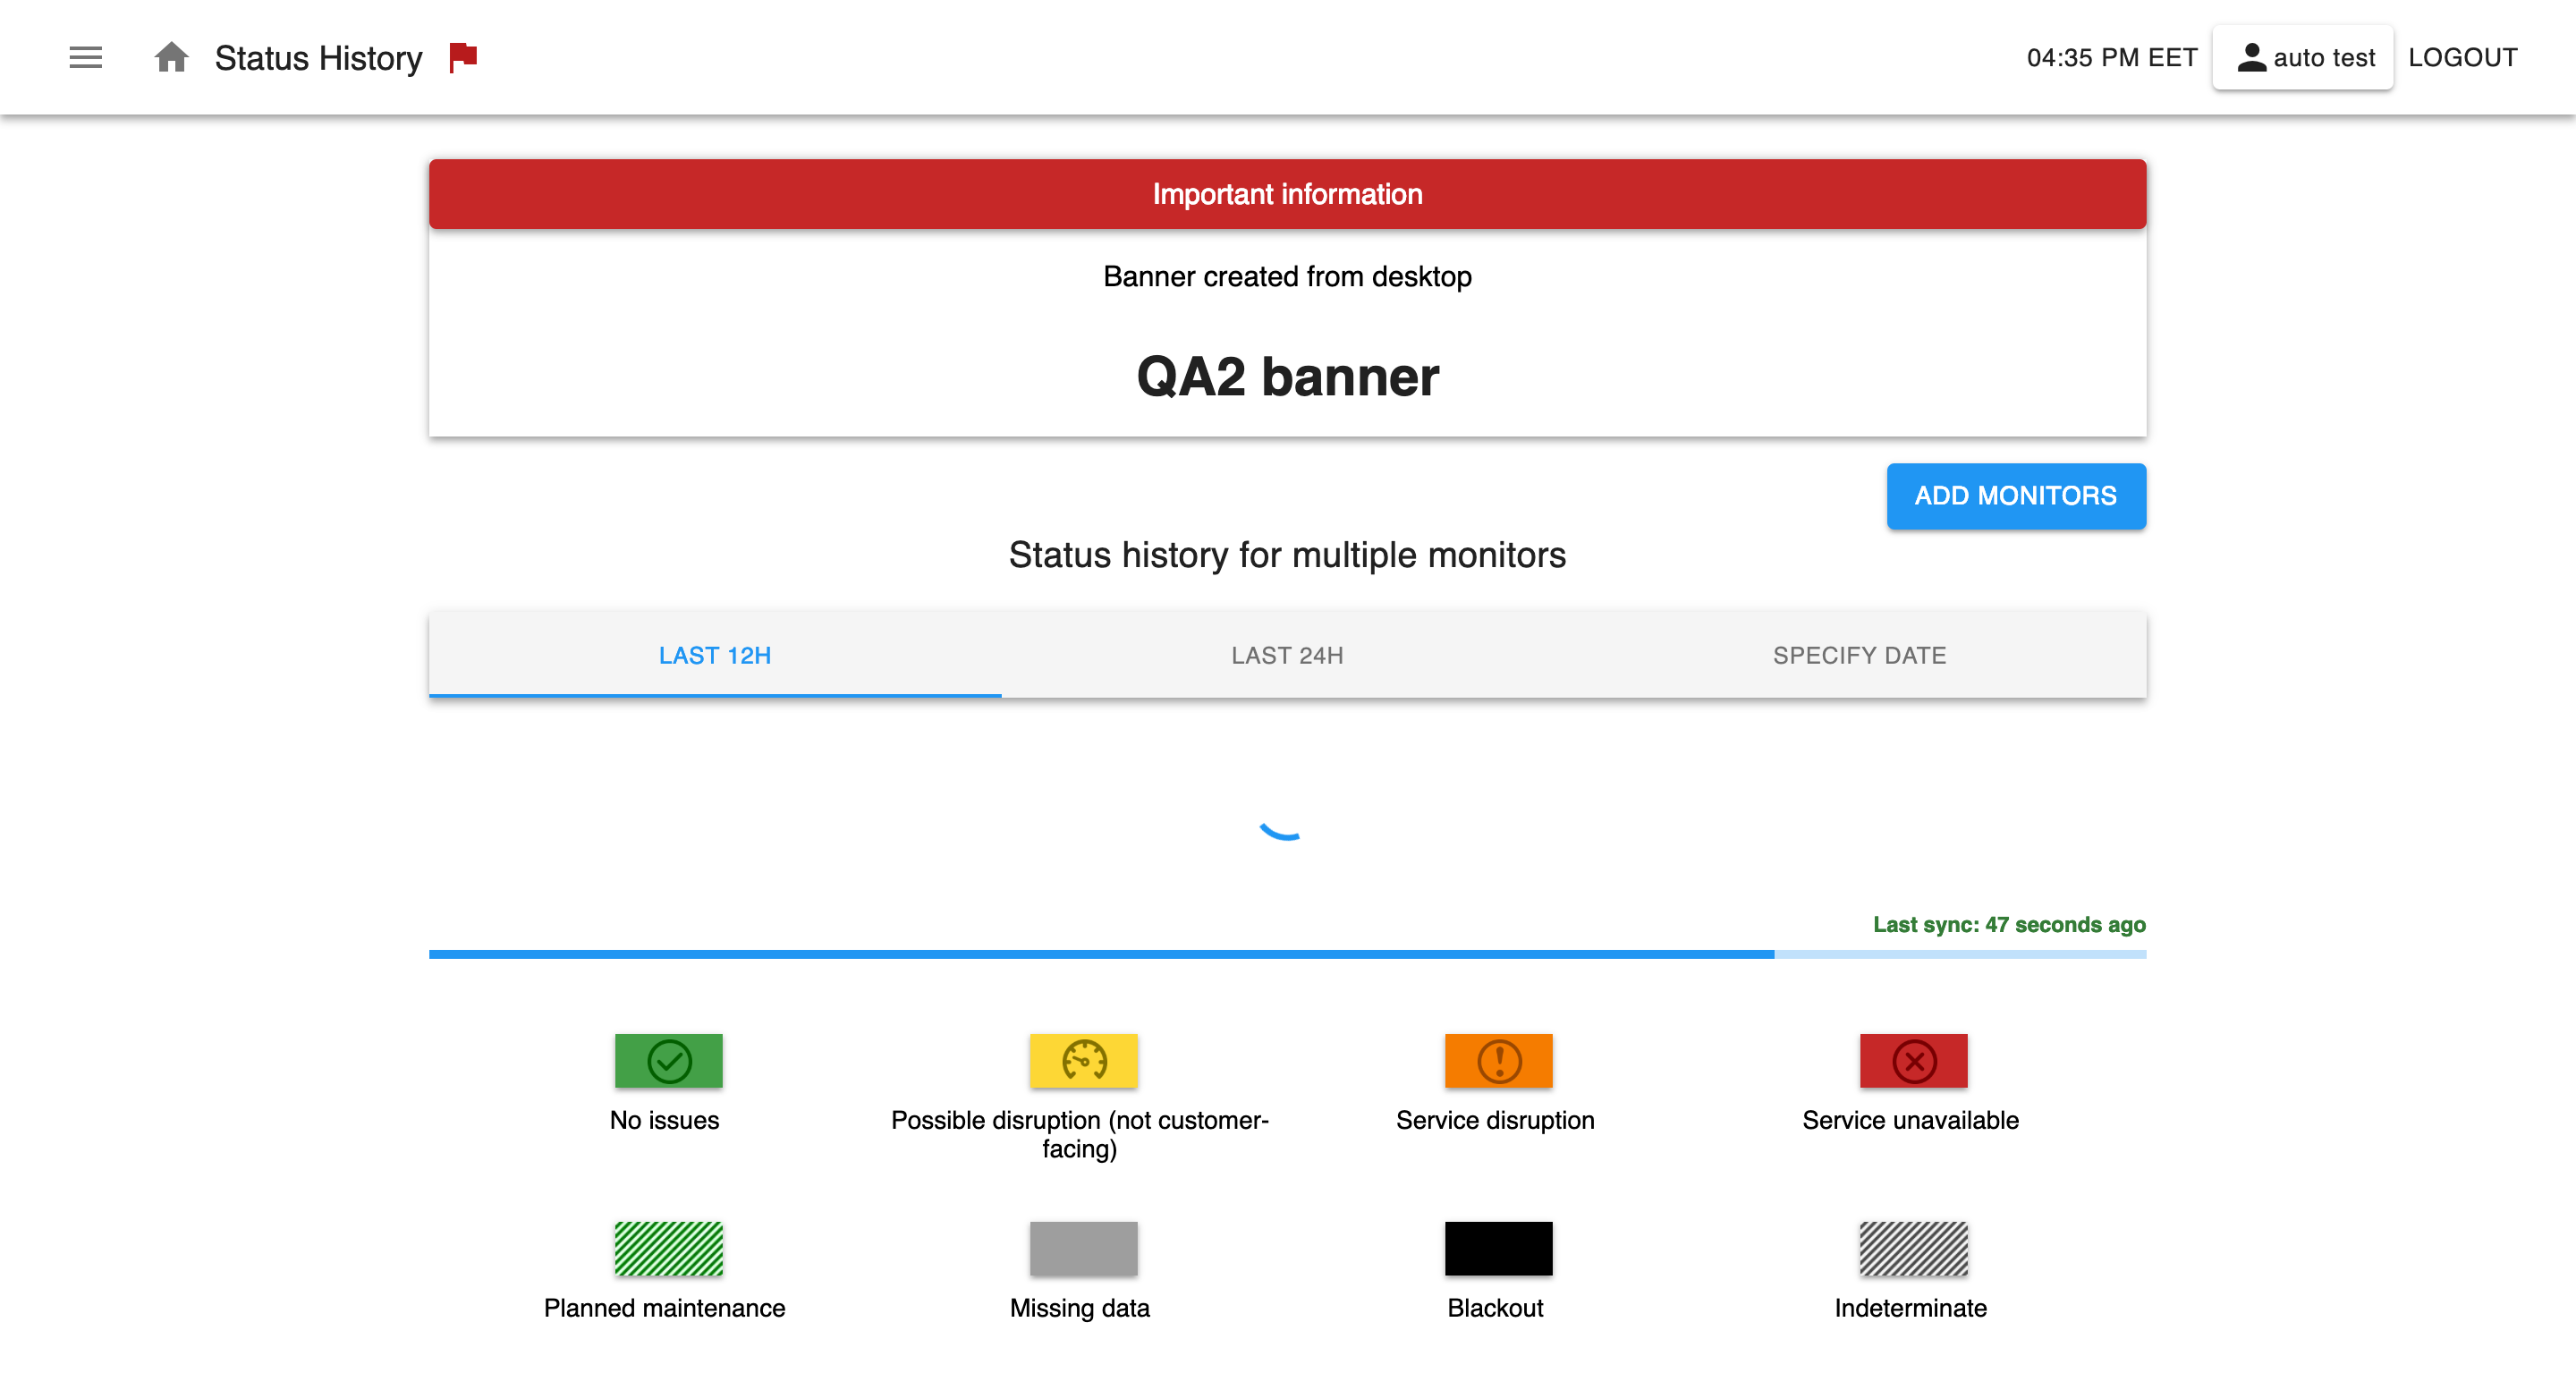 Status History
04:35 PM EET
auto test
LOGOUT
Important information
Banner created from desktop
QA2 banner
ADD MONITORS
Status history for multiple monitors
LAST 12H
LAST 24H
SPECIFY DATE
Last sync: 47 seconds ago
No issues
Possible disruption (not customer-
facing)
Service disruption
Service unavailable
Planned maintenance
Missing data
Blackout
Indeterminate